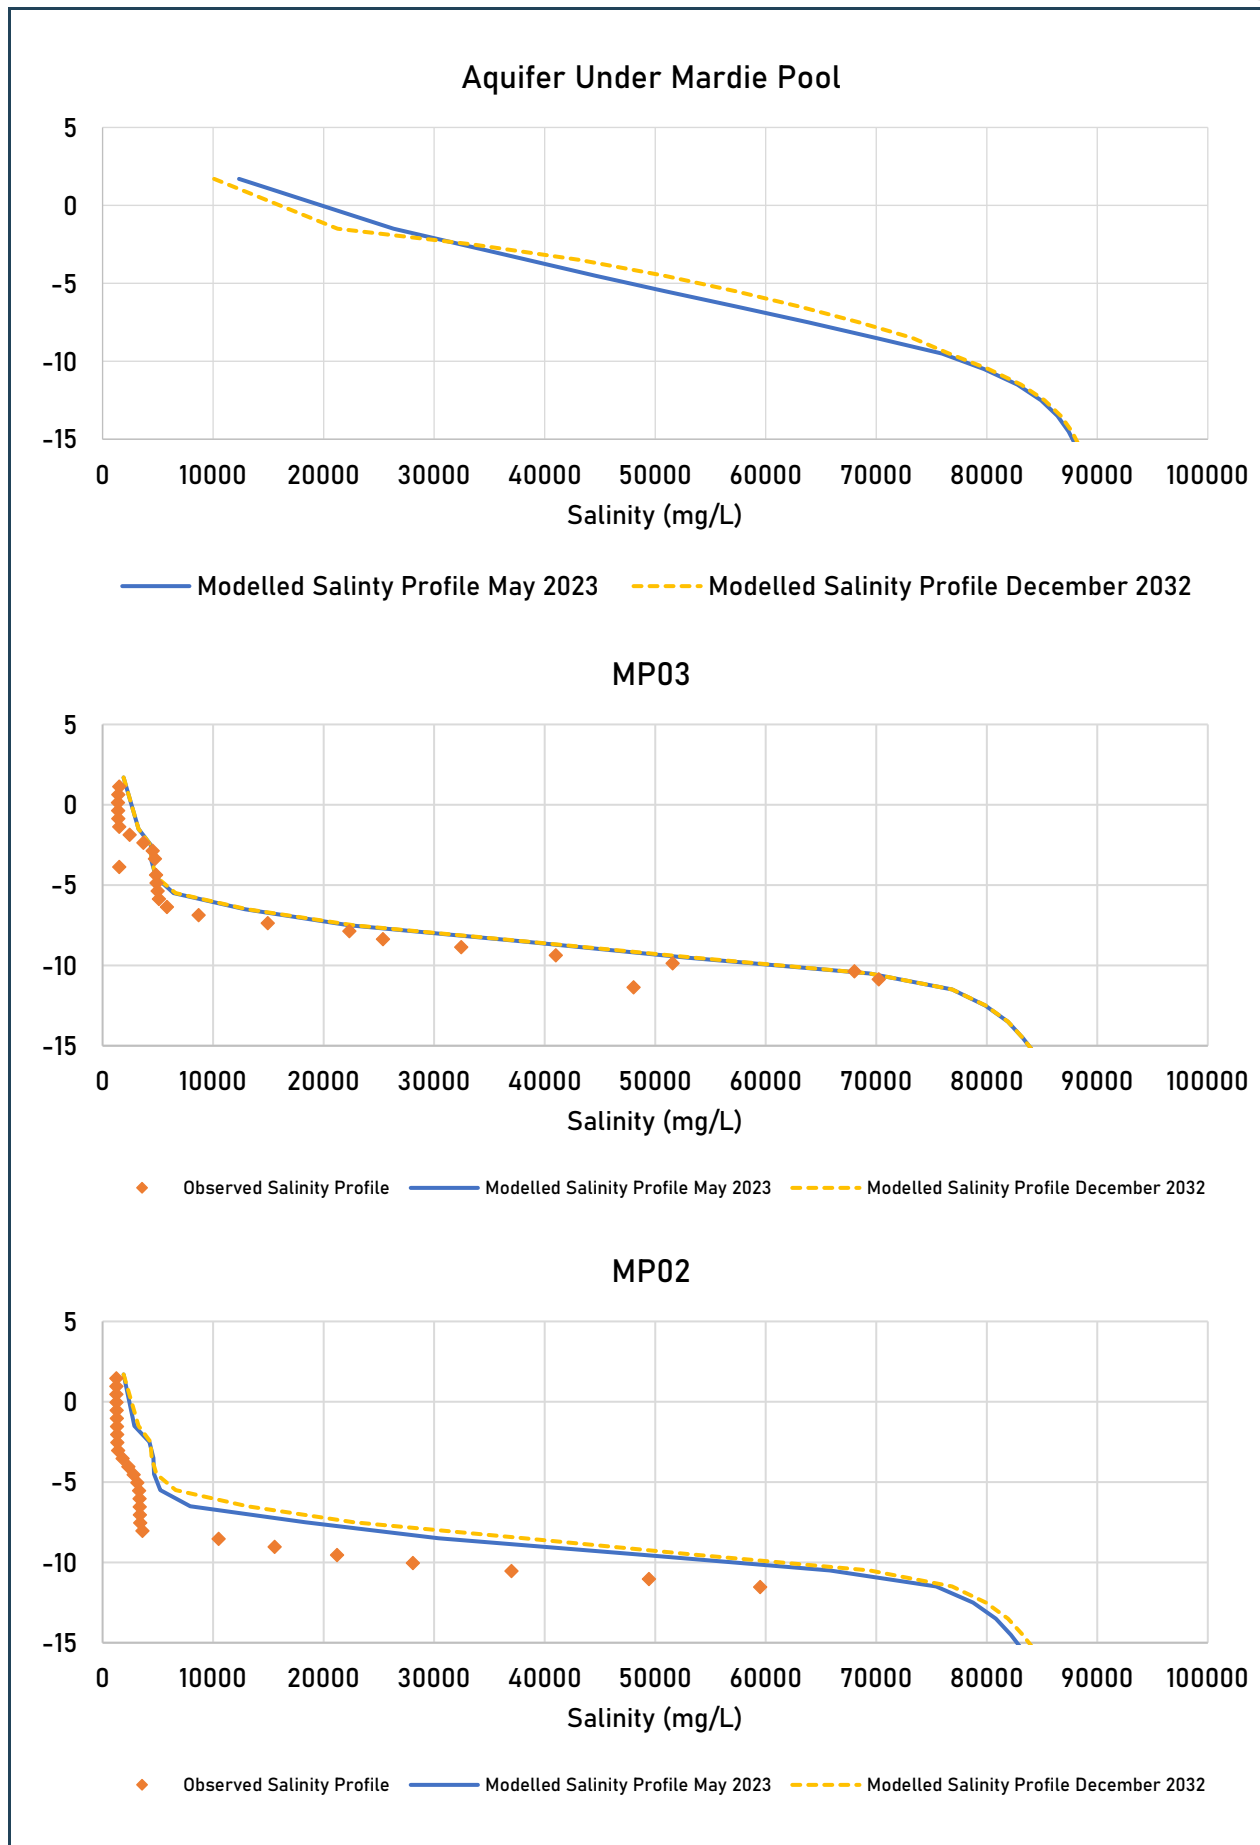 Aquifer Under Mardie Pool
5
0
-5
-10
-15
0 10000 20000 30000 40000 50000 60000 70000 80000 90000 100000
Salinity (mg/L)
Modelled Salinty Profile May 2023 Modelled Salinity Profile December 2032
MP03
5
0
-5
-10
-15
0 10000 20000 30000 40000 50000 60000 70000 80000 90000 100000
Salinity (mg/L)
Observed Salinity Profile Modelled Salinity Profile May 2023 Modelled Salinity Profile December 2032
MP02
5
0
-5
-10
-15
0 10000 20000 30000 40000 50000 60000 70000 80000 90000 100000
Salinity (mg/L)
Observed Salinity Profile Modelled Salinity Profile May 2023 Modelled Salinity Profile December 2032